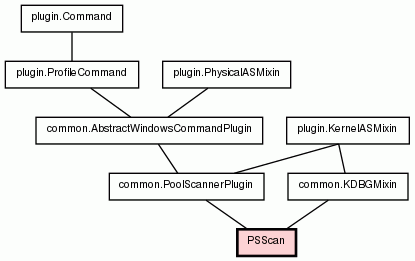 plugin.Command
plugin.ProfileCommand
plugin.PhysicalASMixin
common.AbstractWindowsCommandPlugin
plugin.KernelASMixin
common.PoolScannerPlugin
common.KDBGMixin
PSScan